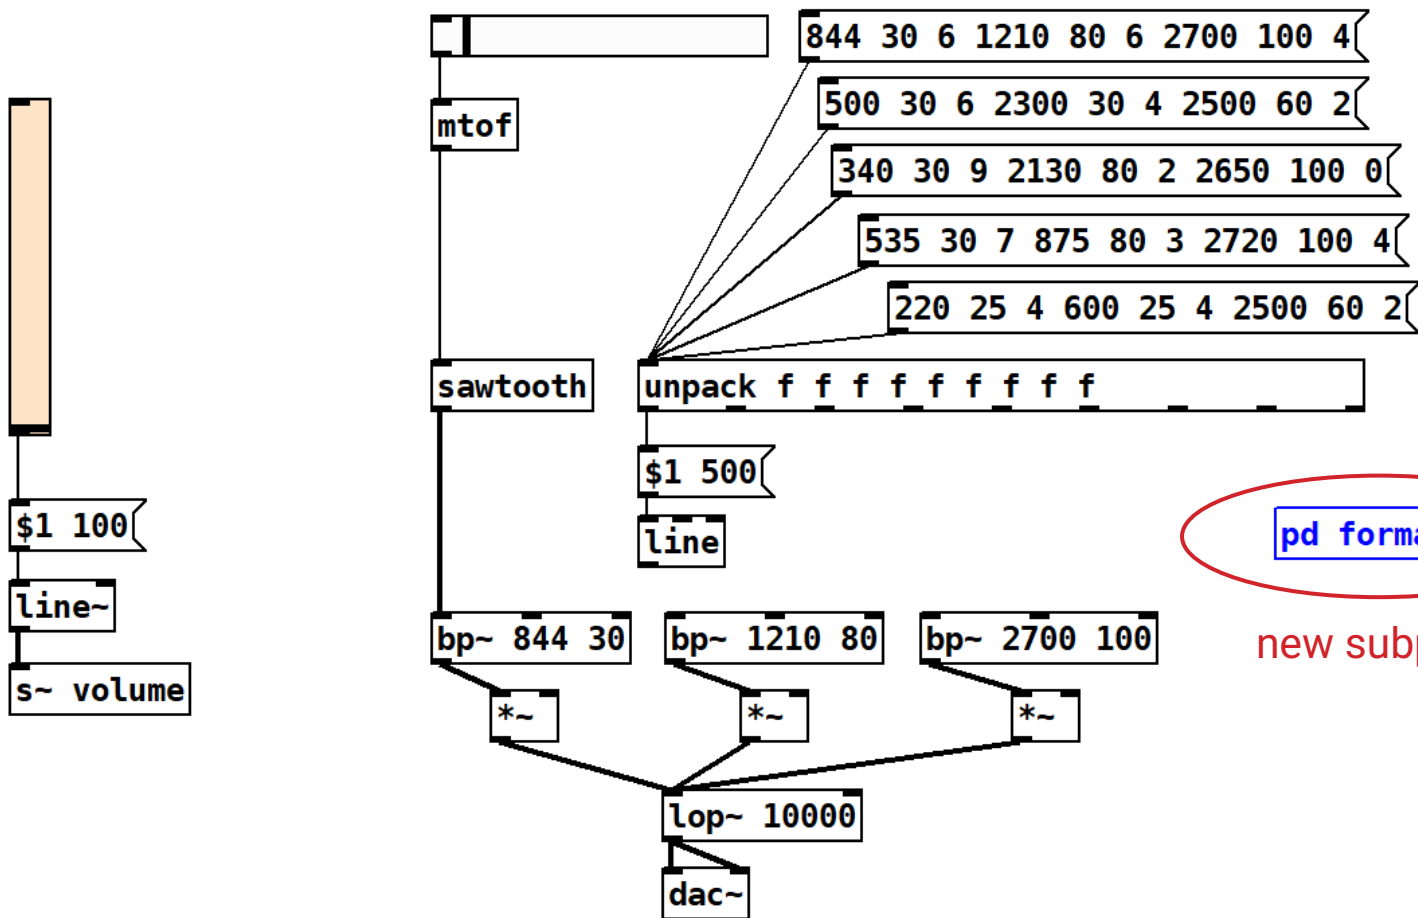 844 30 6 1210 80 6 2700 100 4
500 30 6 2300 30 4 2500 60 2
mtof
340 30 9 2130 80 2 2650 100 0
535 30 7 875 80 3 2720 100 4
220 25 4 600 25 4 2500 60 2
sawtooth
unpack f f f f f f f f f
$1 500
$1 100
line
pd
line~
bp~ 844 30
bp~ 1210 80
bp~ 2700 100
new
s~ volume
*~
*~
*~
lop~ 10000
dac~